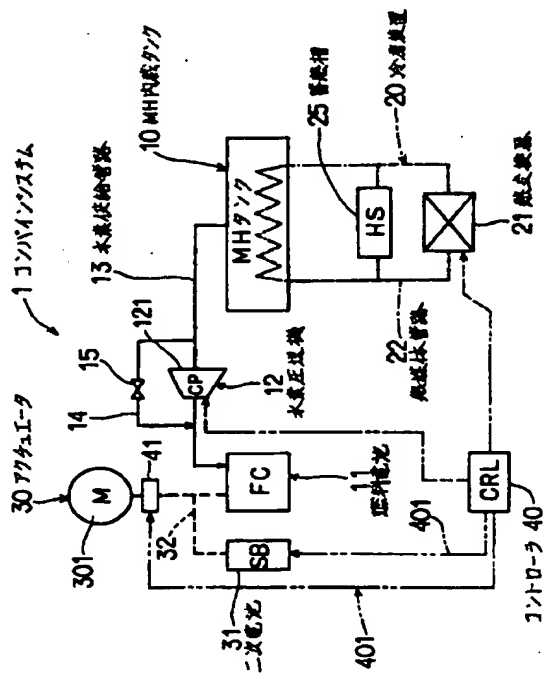 1 コンバインシステム
30 アクチュエータ
M
301
41
14
15
121
CP
12 水素圧送機
13 水素供給管路
10 MH内蔵タンク
MHタンク
32
FC
11 燃料電池
SB
31 二次電池
401
401
CRL
コントローラ 40
HS
25 蓄熱槽
20 冷房装置
22 熱媒体管路
21 熱交換器